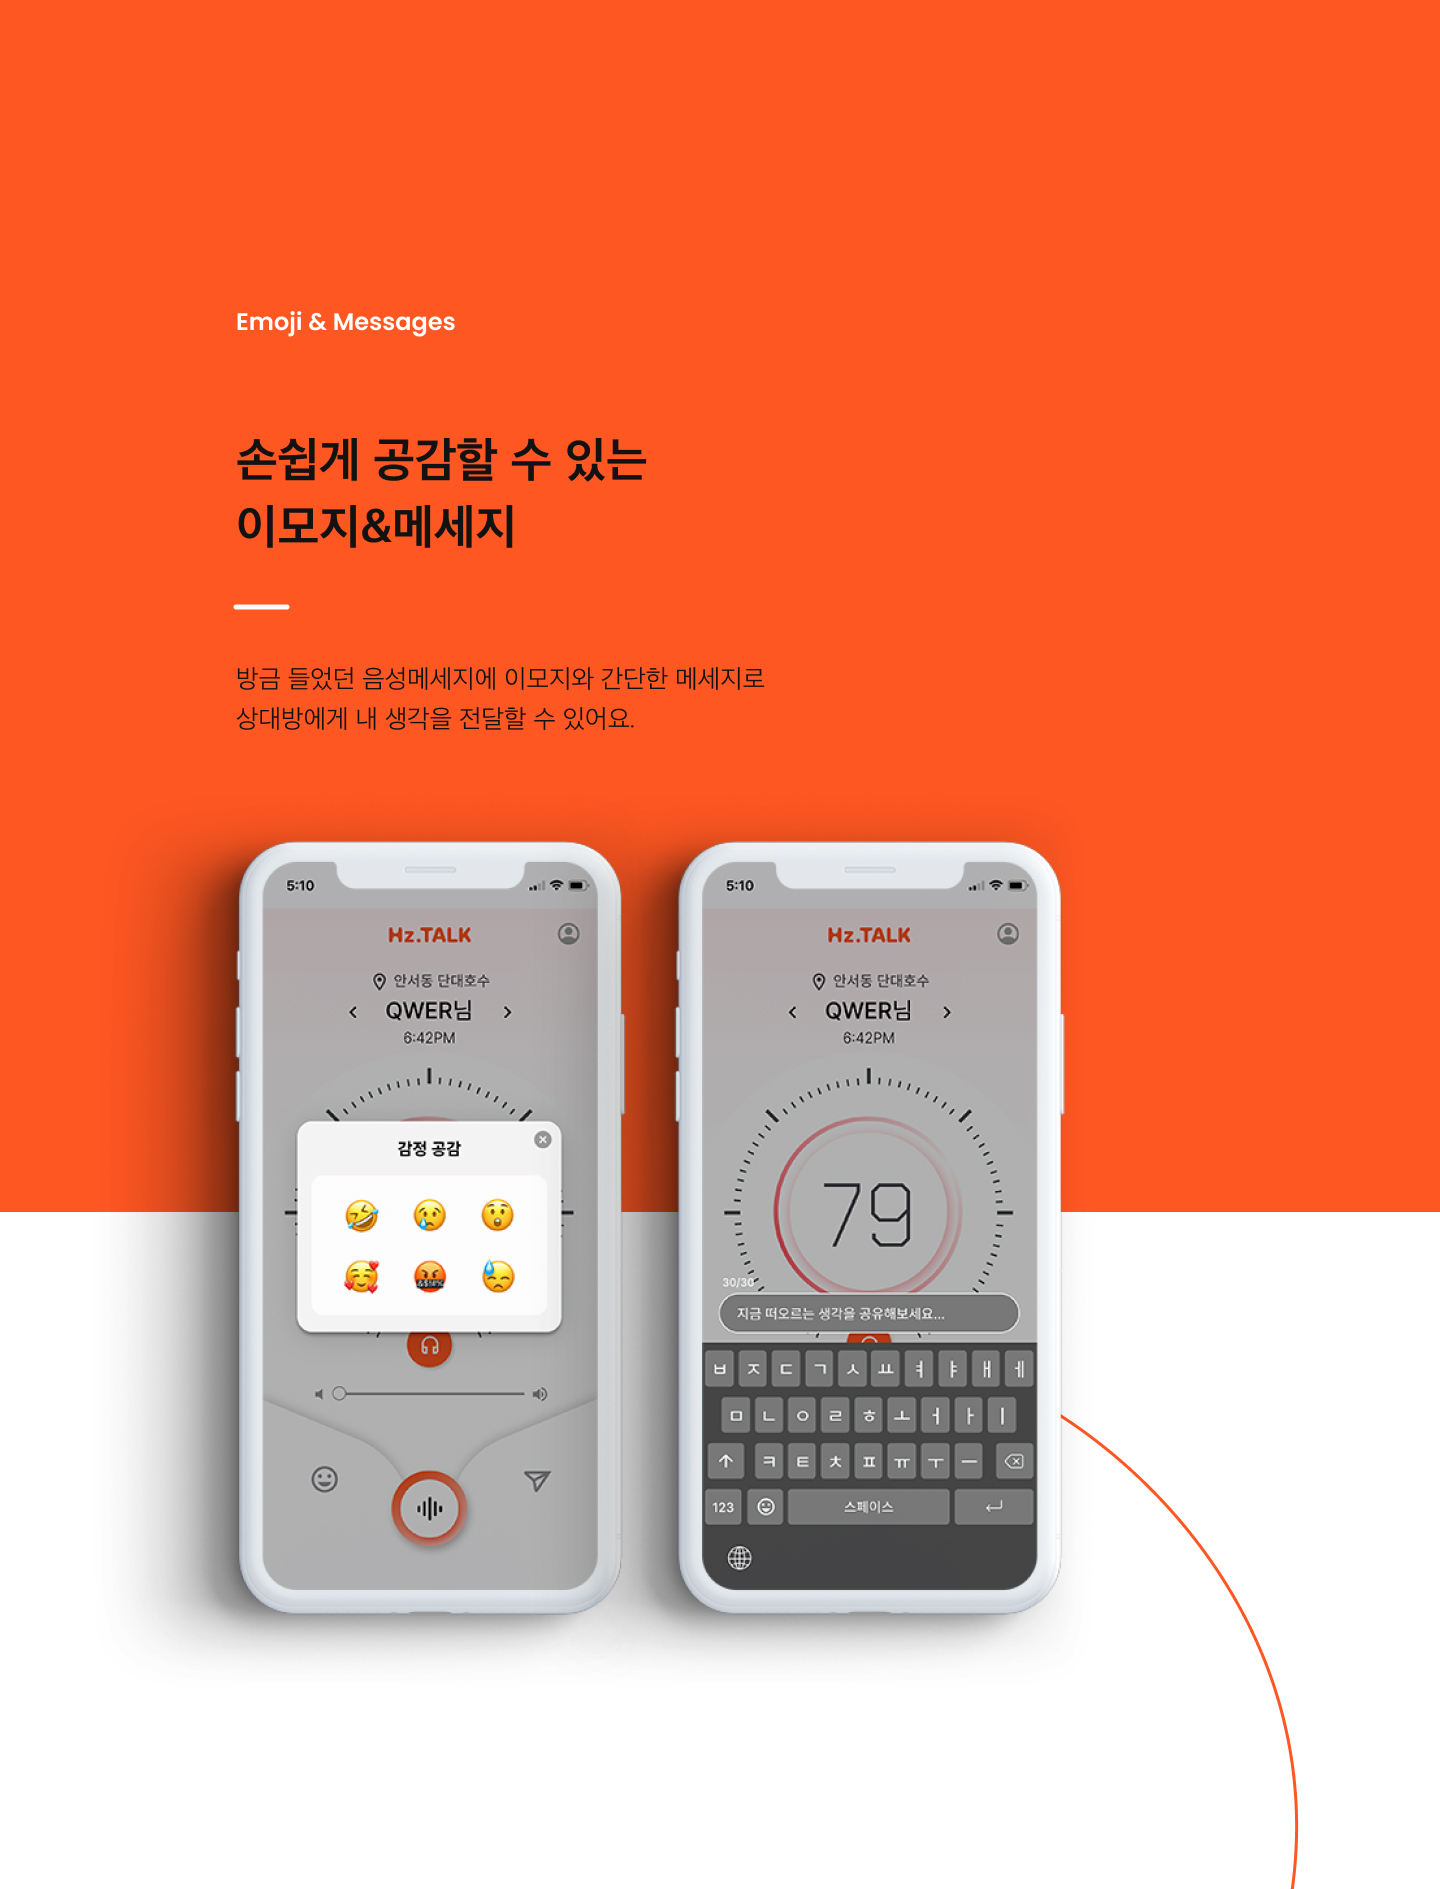 Emoji & Messages
손쉽게 공감할 수 있는
이모지&메세지
방금 들었던 음성메세지에 이모지와 간단한 메세지로
상대방에게 내 생각을 전달할 수 있어요.
5:10
Hz.TALK
안서동 단대호수
QWER님
6:42PM
감정 공감
5:10
Hz.TALK
안서동 단대호수
QWER님
6:42PM
79
30/30
지금 떠오르는 생각을 공유해보세요...
ㅂ ㅈ ㄷ ㄱ ㅅ ㅛ ㅕ ㅑ ㅐ ㅔ
ㅁ ㄴ ㅇ ㄹ ㅎ ㅗ ㅓ ㅏ ㅣ
ㅋ ㅌ ㅊ ㅍ ㅠ ㅜ ㅡ
123 스페이스